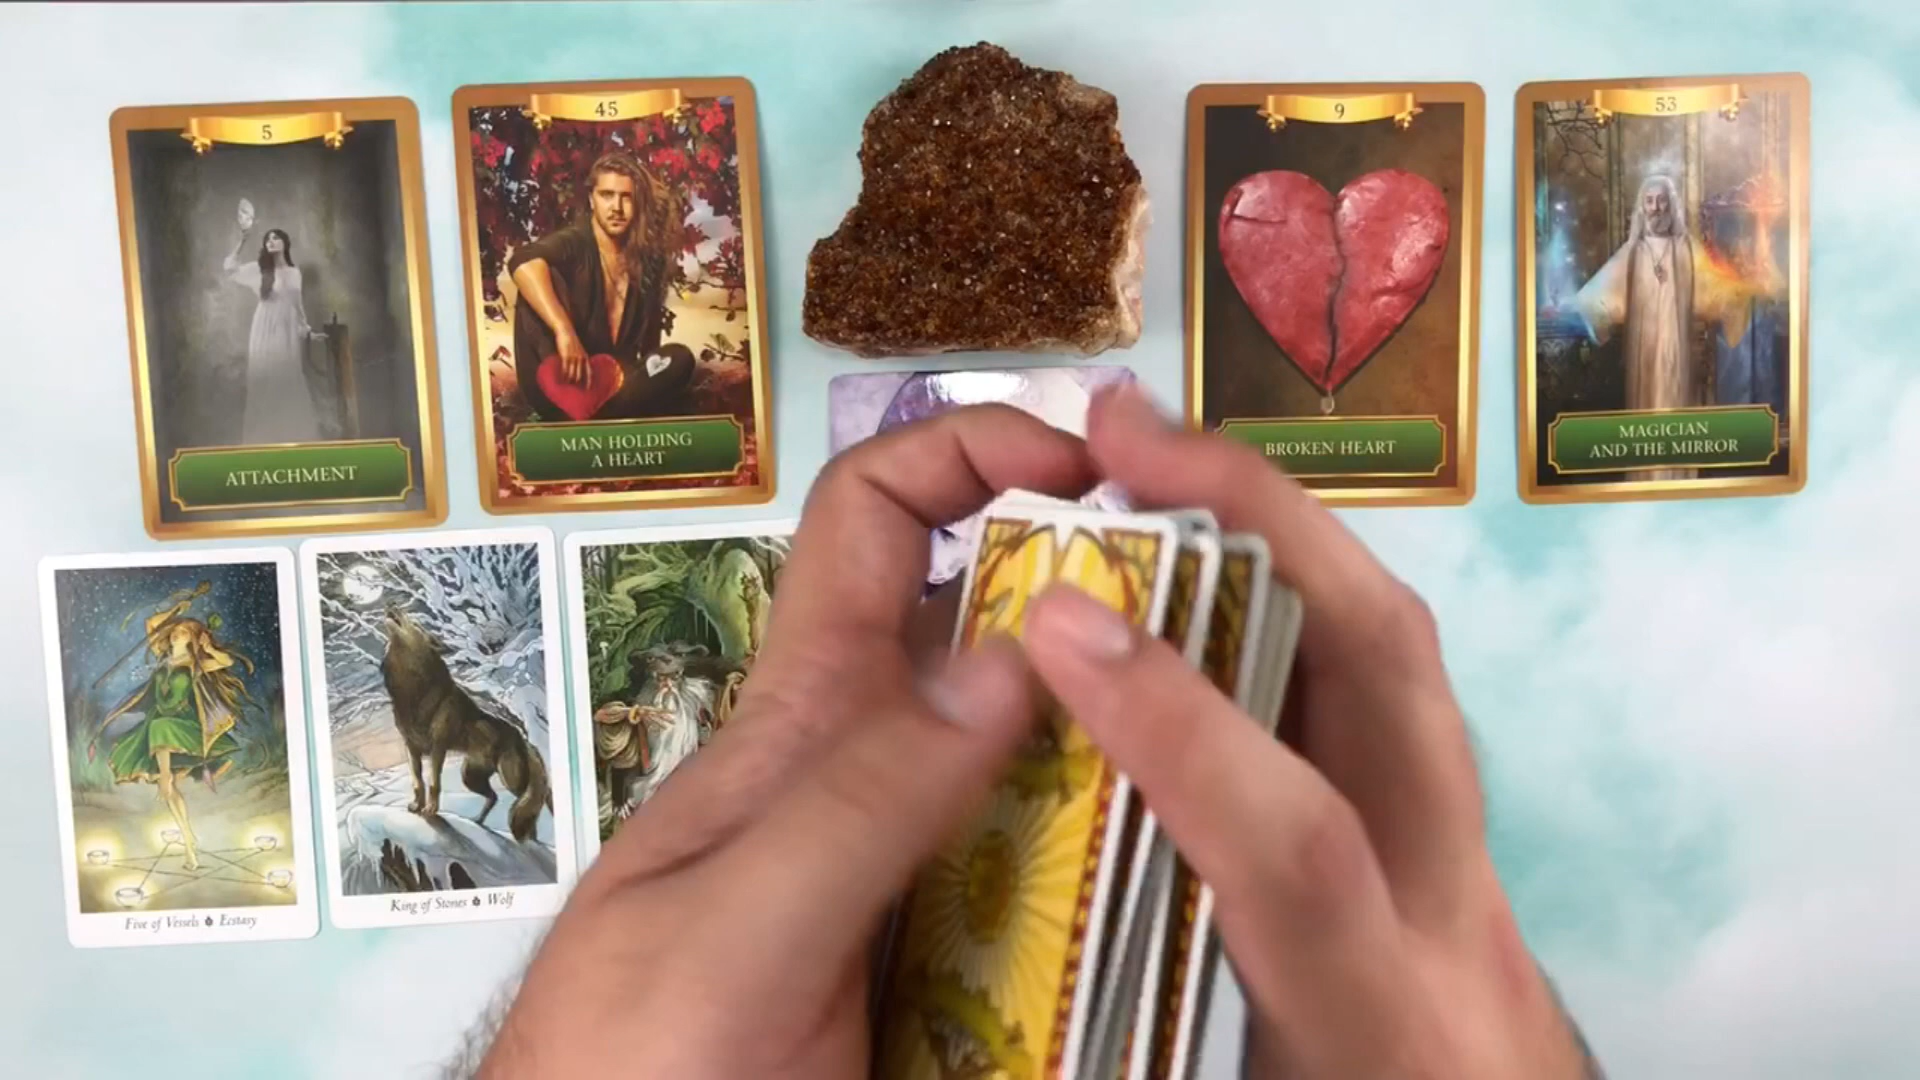 5
ATTACHMENT
45
MAN HOLDING
A HEART
9
BROKEN HEART
53
MAGICIAN
AND THE MIRROR
Five of Vessels Ecstasy
King of Stones Wolf